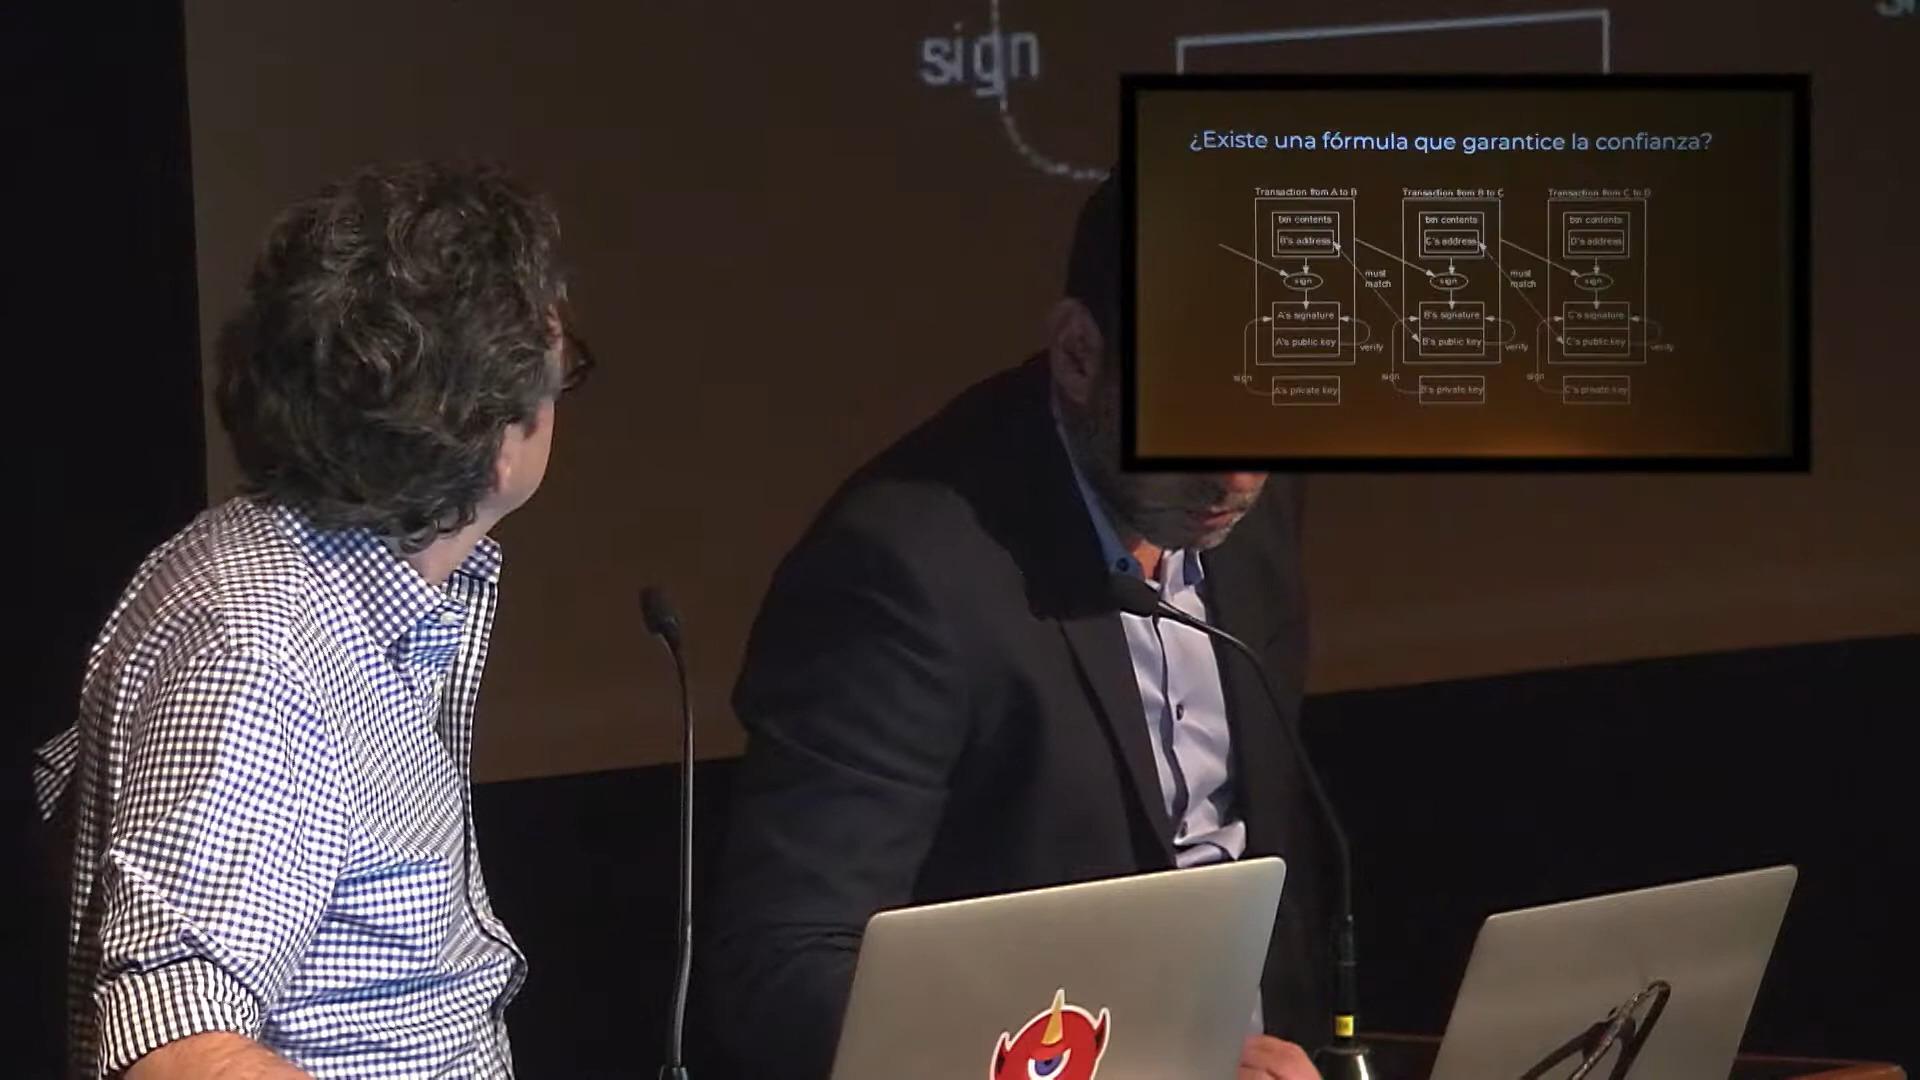 sign
¿Existe una fórmula que garantice la confianza?
Transaction from A to B
Transaction from B to C
Transaction from C to D
txn contents
txn contents
txn contents
B's address
C's address
D's address
must
match
must
match
sign
sign
sign
A's signature
B's signature
C's signature
A's public key
B's public key
C's public key
verify
verify
verify
sign
sign
sign
A's private key
B's private key
C's private key